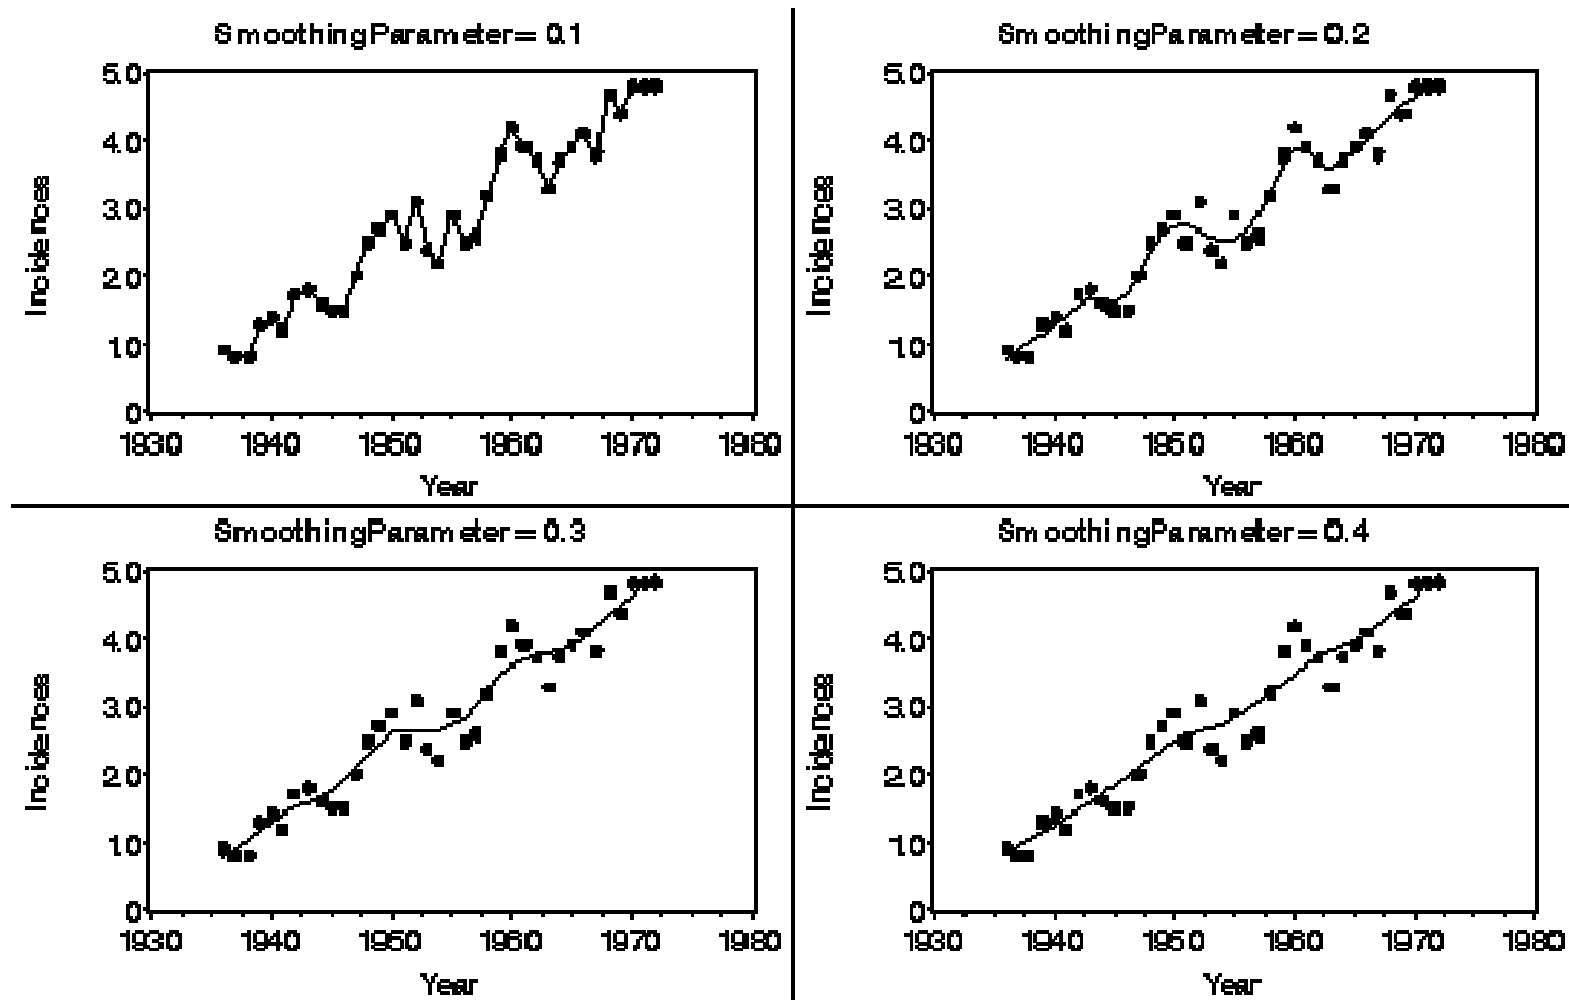 Smoothing Parameter = 0.1
5.0
4.0
3.0
2.0
1.0
0
Incidences
1930 1940 1950 1960 1970 1980
Year
Smoothing Parameter = 0.2
5.0
4.0
3.0
2.0
1.0
0
Incidences
1930 1940 1950 1960 1970 1980
Year
Smoothing Parameter = 0.3
5.0
4.0
3.0
2.0
1.0
0
Incidences
1930 1940 1950 1960 1970 1980
Year
Smoothing Parameter = 0.4
5.0
4.0
3.0
2.0
1.0
0
Incidences
1930 1940 1950 1960 1970 1980
Year